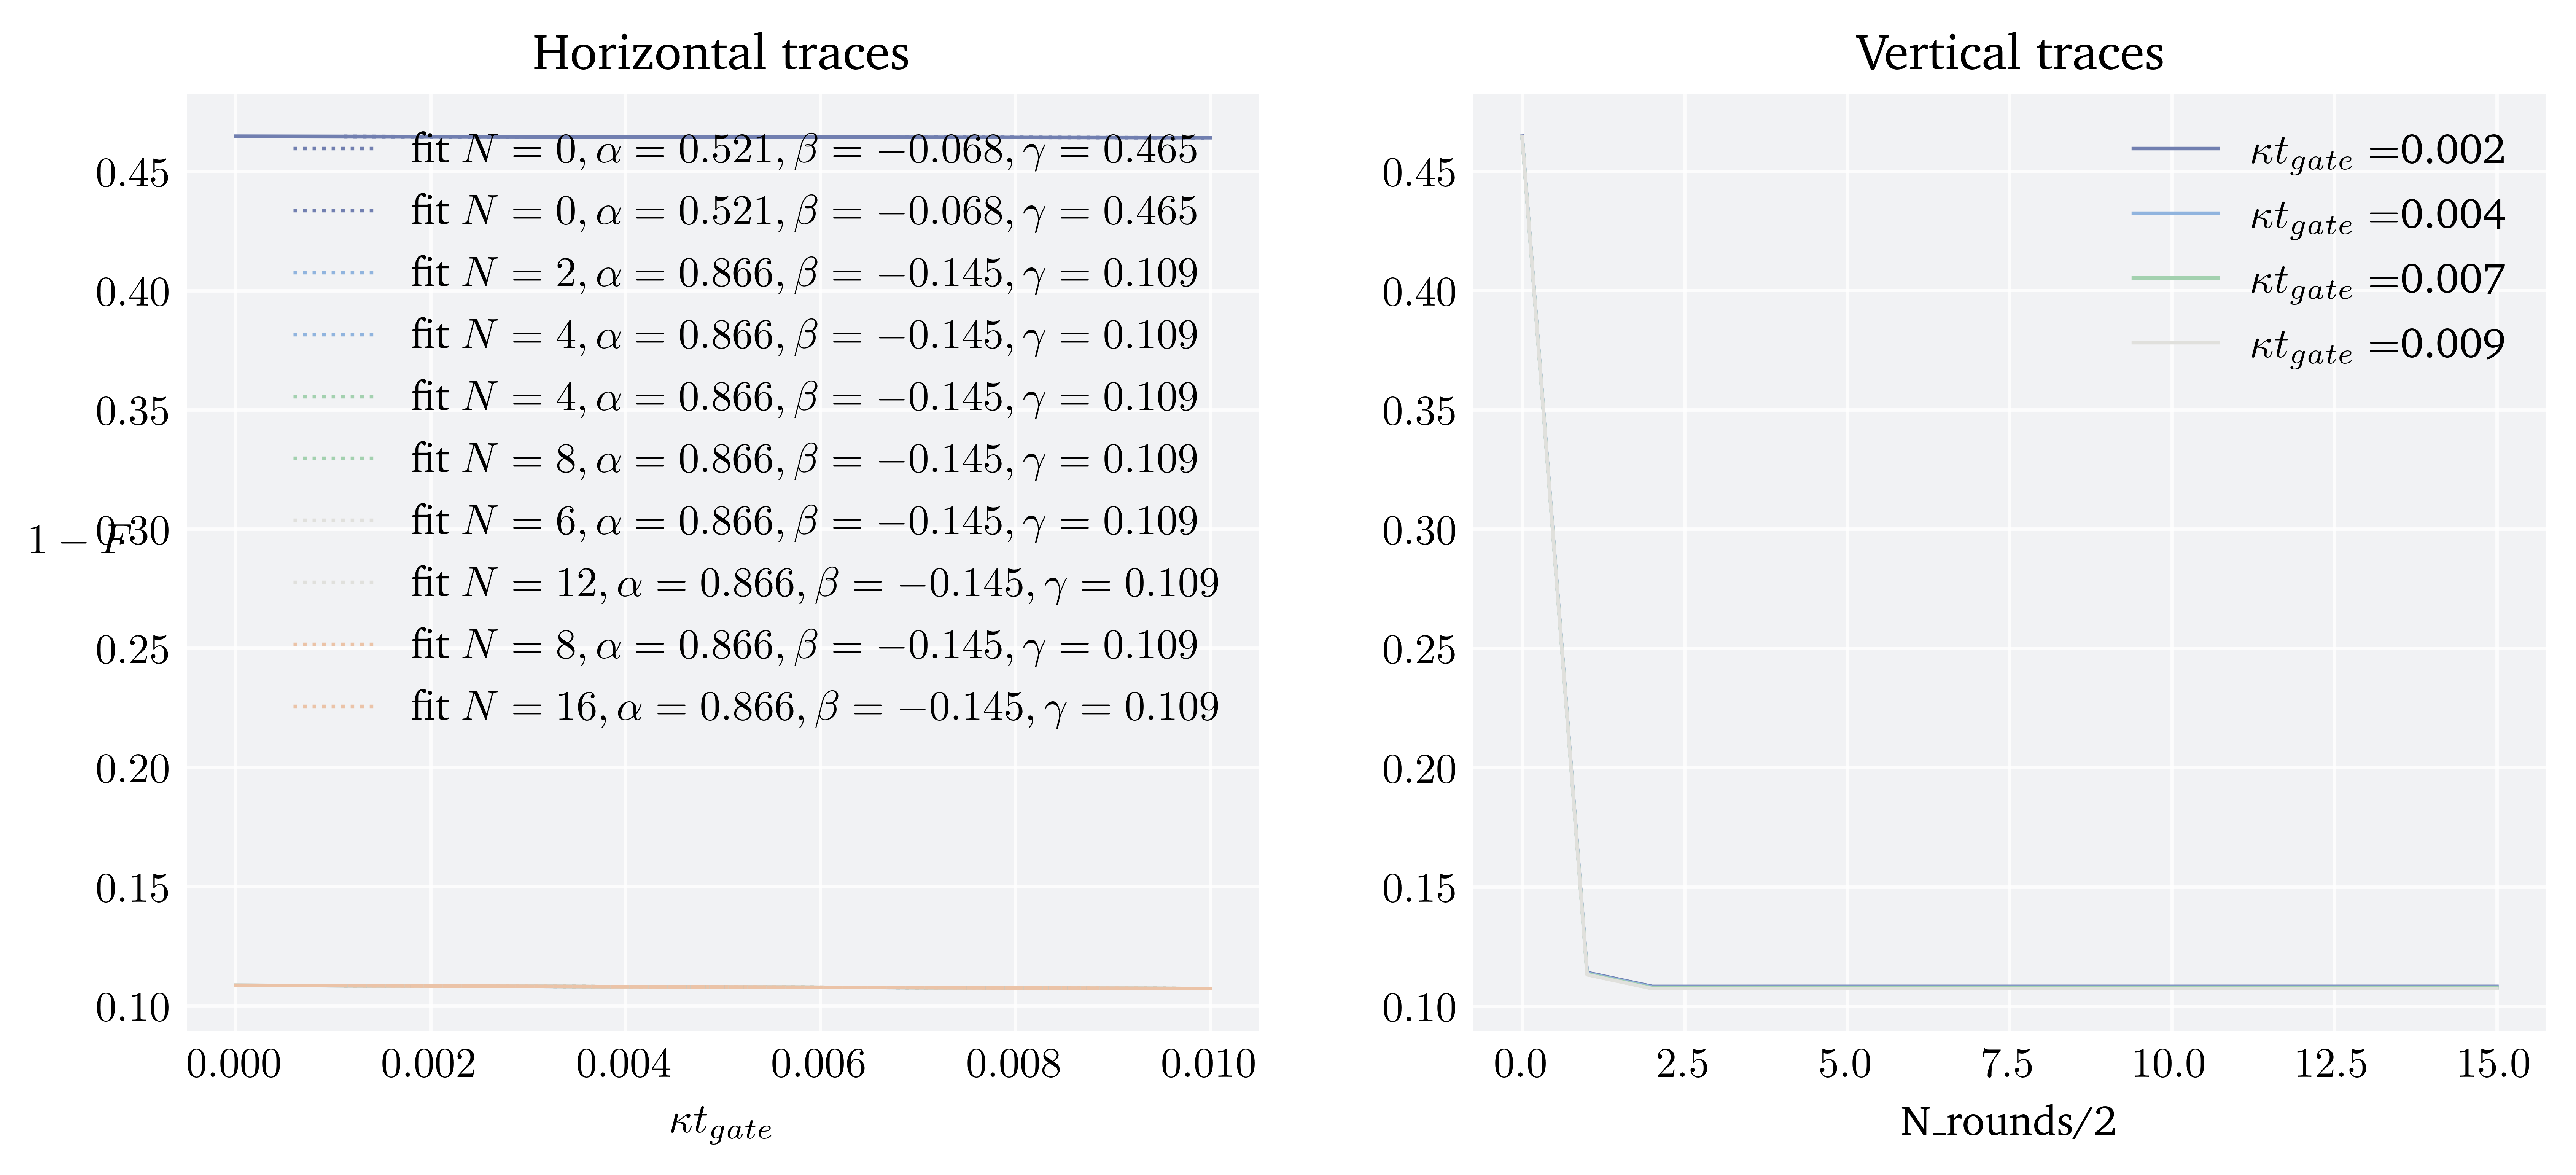 Horizontal traces
fit N = 0, α = 0.521, β = −0.068, γ = 0.465
fit N = 0, α = 0.521, β = −0.068, γ = 0.465
fit N = 2, α = 0.866, β = −0.145, γ = 0.109
fit N = 4, α = 0.866, β = −0.145, γ = 0.109
fit N = 4, α = 0.866, β = −0.145, γ = 0.109
fit N = 8, α = 0.866, β = −0.145, γ = 0.109
fit N = 6, α = 0.866, β = −0.145, γ = 0.109
fit N = 12, α = 0.866, β = −0.145, γ = 0.109
fit N = 8, α = 0.866, β = −0.145, γ = 0.109
fit N = 16, α = 0.866, β = −0.145, γ = 0.109
0.45
0.40
0.35
0.30
0.25
0.20
0.15
0.10
1 − F
0.000 0.002 0.004 0.006 0.008 0.010
κt_gate
Vertical traces
κt_gate =0.002
κt_gate =0.004
κt_gate =0.007
κt_gate =0.009
0.45
0.40
0.35
0.30
0.25
0.20
0.15
0.10
0.0 2.5 5.0 7.5 10.0 12.5 15.0
N_rounds/2